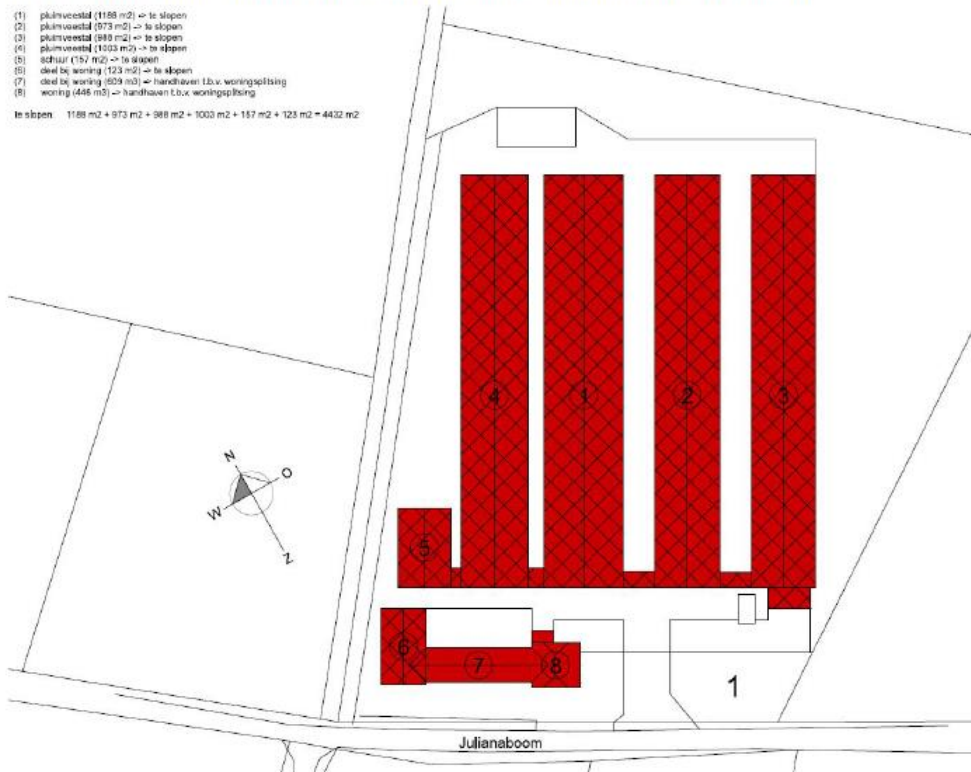 (1) pluimveestal (1188 m2) -> te slopen
(2) pluimveestal (973 m2) -> te slopen
(3) pluimveestal (988 m2) -> te slopen
(4) pluimveestal (1003 m2) -> te slopen
(5) schuur (157 m2) -> te slopen
(6) deel bij woning (123 m2) -> te slopen
(7) deel bij woning (609 m3) -> handhaven t.b.v. woningsplitsing
(8) woning (446 m3) -> handhaven t.b.v. woningsplitsing
te slopen 1188 m2 + 973 m2 + 988 m2 + 1003 m2 + 157 m2 + 123 m2 = 4432 m2
4 1 2 3
N
O
W
Z
5
6
7
8
1
Julianaboom